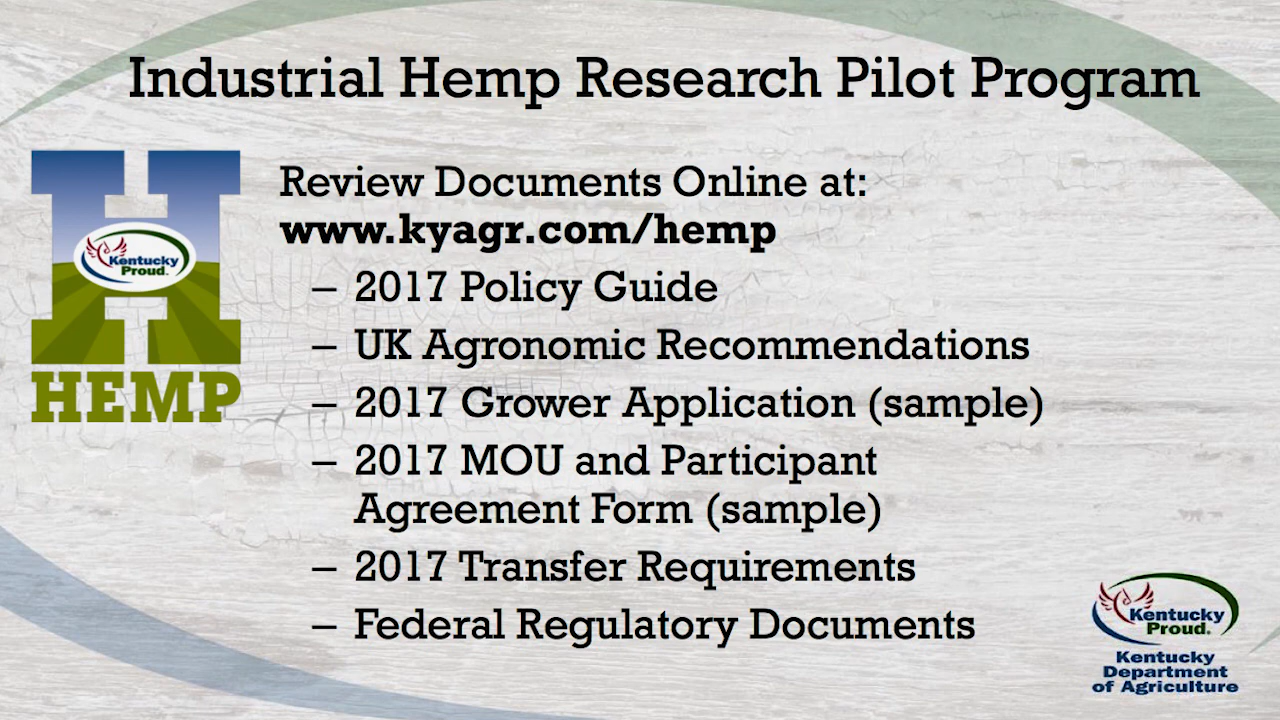 Industrial Hemp Research Pilot Program
Kentucky
Proud.
HEMP
Review Documents Online at:
www.kyagr.com/hemp
– 2017 Policy Guide
– UK Agronomic Recommendations
– 2017 Grower Application (sample)
– 2017 MOU and Participant
Agreement Form (sample)
– 2017 Transfer Requirements
– Federal Regulatory Documents
Kentucky
Proud.
Kentucky
Department
of Agriculture